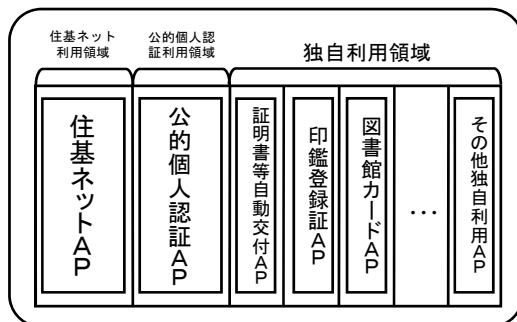 住基ネット
利用領域
公的個人認
証利用領域
独自利用領域
住基ネットAP
公的個人認証AP
証明書等自動交付AP
印鑑登録証AP
図書館カードAP
…
その他独自利用AP